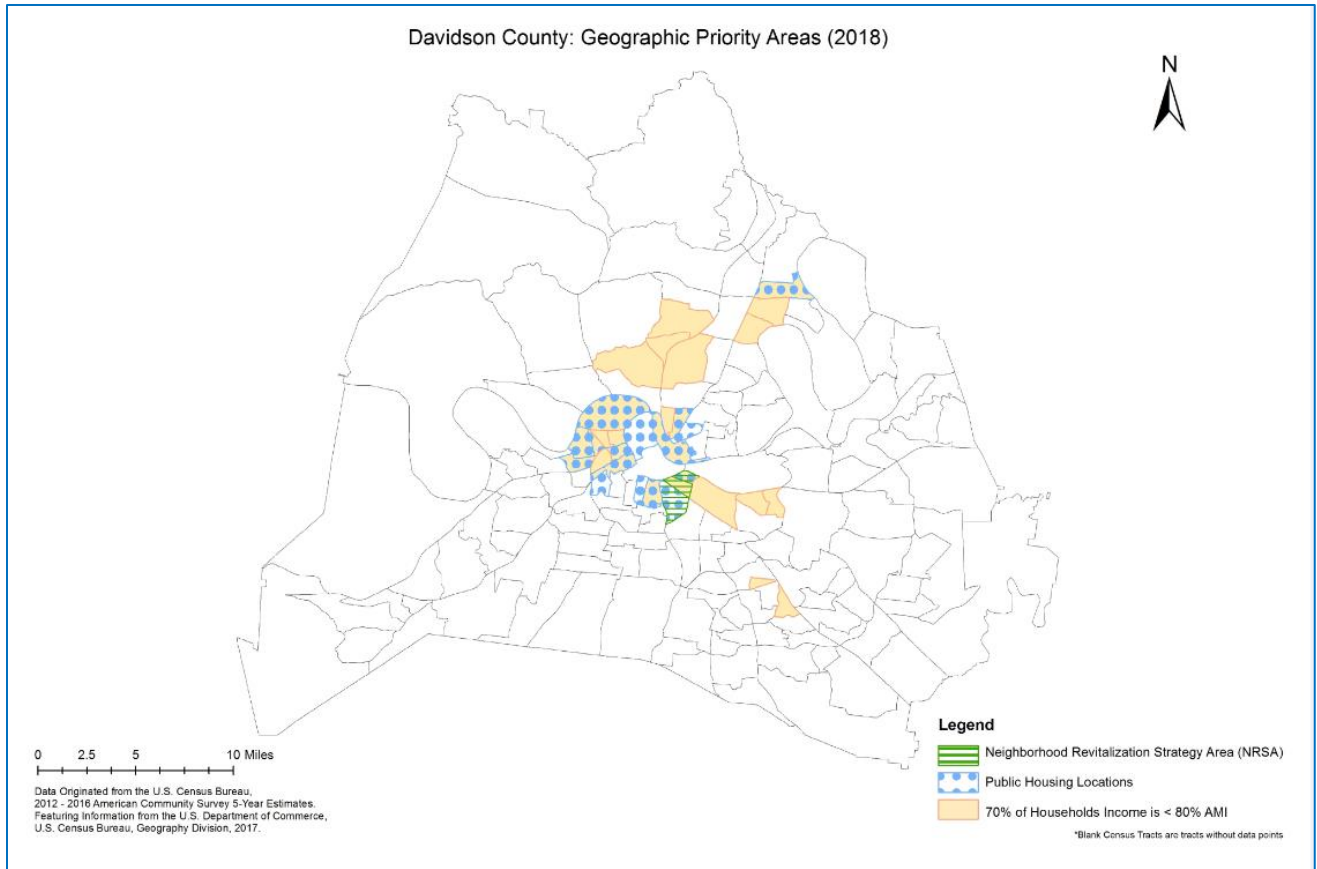 Davidson County: Geographic Priority Areas (2018)
N
Legend
Neighborhood Revitalization Strategy Area (NRSA)
Public Housing Locations
70% of Households Income is < 80% AMI
*Blank Census Tracts are tracts without data points
0 2.5 5 10 Miles
Data Originated from the U.S. Census Bureau,
2012 - 2016 American Community Survey 5-Year Estimates.
Featuring Information from the U.S. Department of Commerce,
U.S. Census Bureau, Geography Division, 2017.